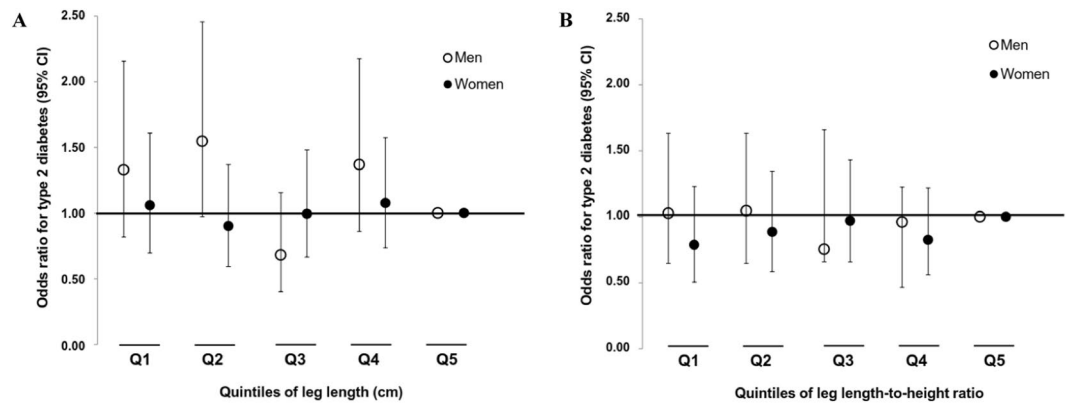 A
Odds ratio for type 2 diabetes (95% CI)
2.50
2.00
1.50
1.00
0.50
0.00
Men
Women
Q1 Q2 Q3 Q4 Q5
Quintiles of leg length (cm)
B
Odds ratio for type 2 diabetes (95% CI)
2.50
2.00
1.50
1.00
0.50
0.00
Men
Women
Q1 Q2 Q3 Q4 Q5
Quintiles of leg length-to-height ratio